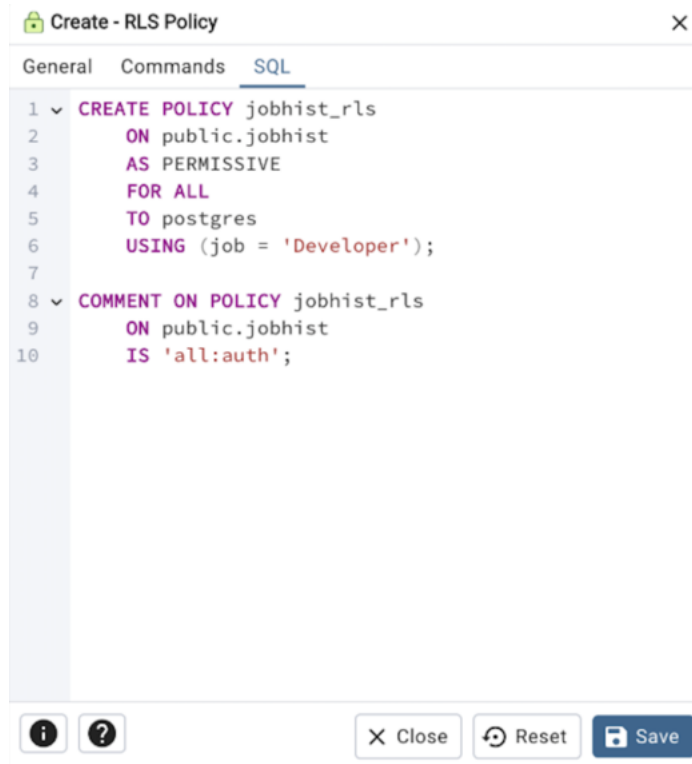 Create - RLS Policy
General Commands SQL
1 CREATE POLICY jobhist_rls
2 ON public.jobhist
3 AS PERMISSIVE
4 FOR ALL
5 TO postgres
6 USING (job = 'Developer');
7
8 COMMENT ON POLICY jobhist_rls
9 ON public.jobhist
10 IS 'all:auth';
Close Reset Save